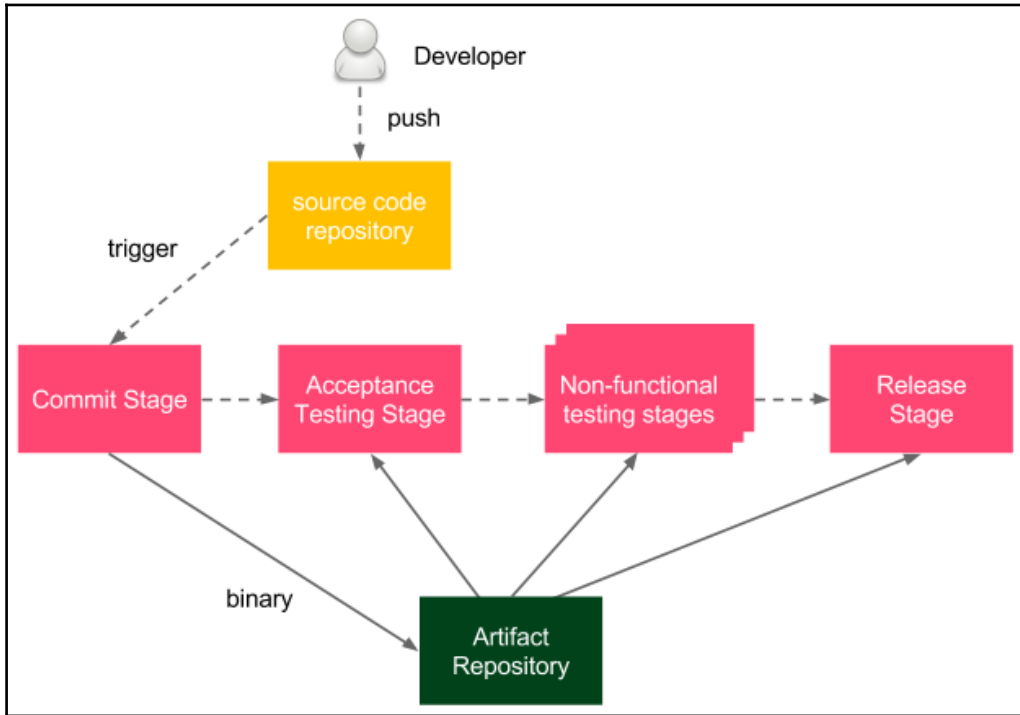 Developer
push
source code
repository
trigger
Commit Stage
Acceptance
Testing Stage
Non-functional
testing stages
Release
Stage
binary
Artifact
Repository